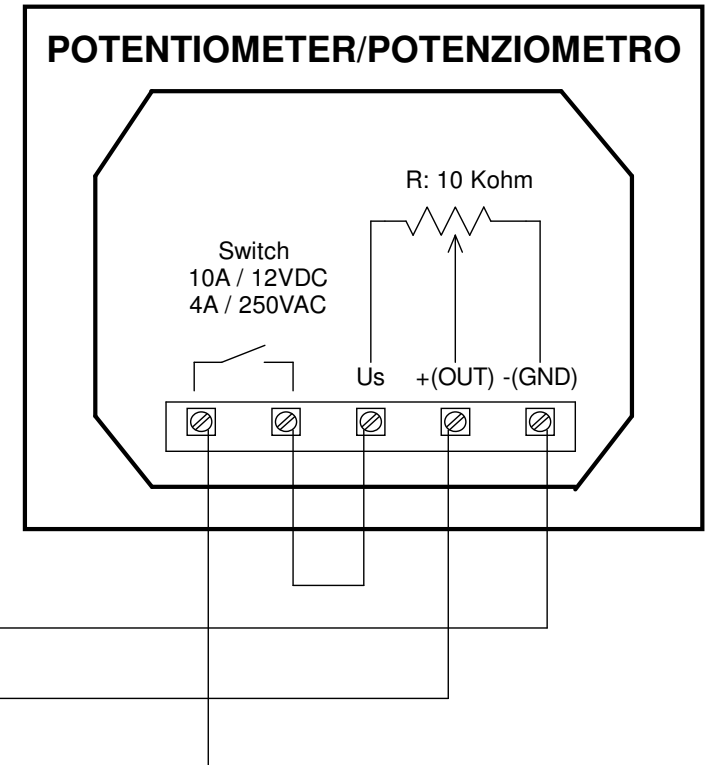 POTENTIOMETER/POTENZIOMETRO
R: 10 Kohm
Switch
10A / 12VDC
4A / 250VAC
Us +(OUT) -(GND)